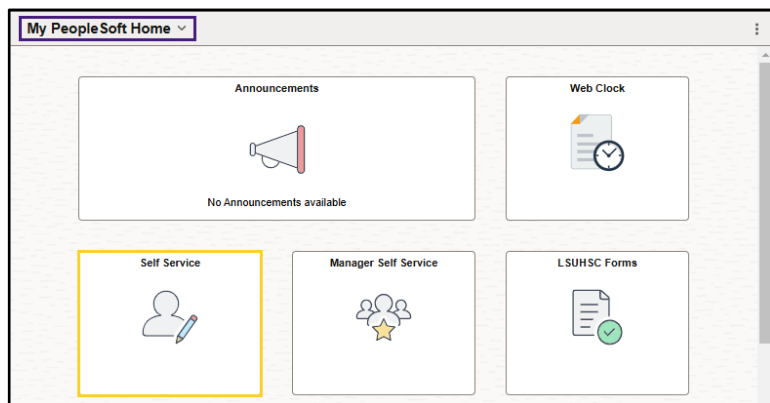 My PeopleSoft Home
Announcements
No Announcements available
Web Clock
Self Service
Manager Self Service
LSUHSC Forms